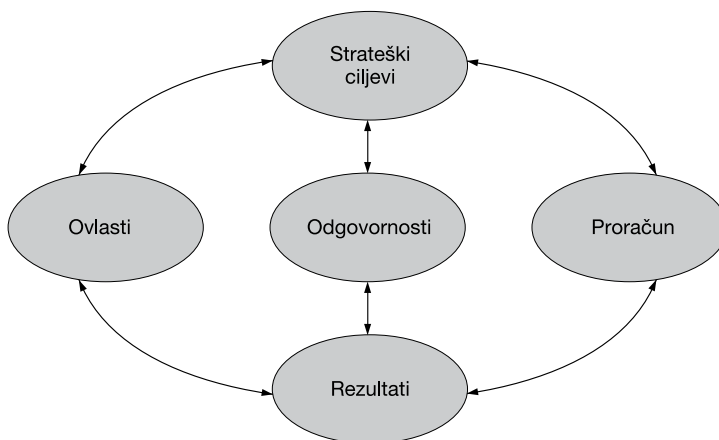 Strateški
ciljevi
Ovlasti
Odgovornosti
Proračun
Rezultati